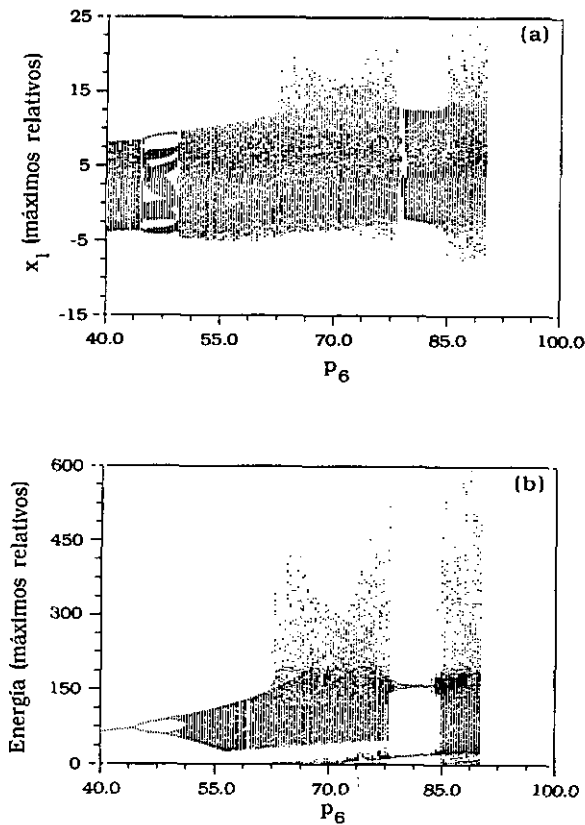 (a)
x₁ (máximos relativos)
25
15
5
-5
-15
40.0 55.0 70.0 85.0 100.0
p₆
(b)
Energía (máximos relativos)
600
450
300
150
0
40.0 55.0 70.0 85.0 100.0
p₆